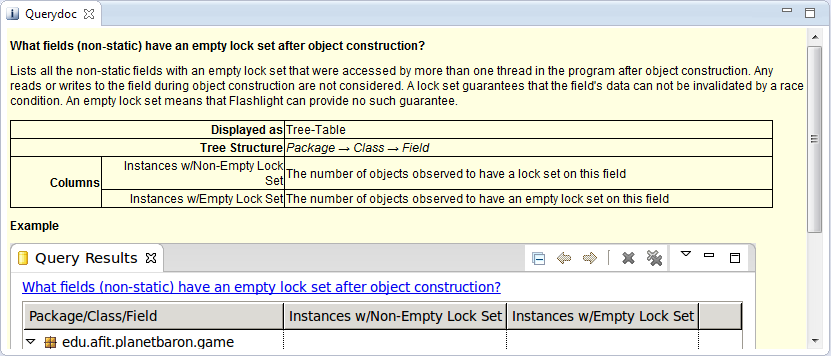 Querydoc
What fields (non-static) have an empty lock set after object construction?
Lists all the non-static fields with an empty lock set that were accessed by more than one thread in the program after object construction. Any
reads or writes to the field during object construction are not considered. A lock set guarantees that the field's data can not be invalidated by a race
condition. An empty lock set means that Flashlight can provide no such guarantee.
Displayed as Tree-Table
Tree Structure Package → Class → Field
Columns
Instances w/Non-Empty Lock
Set
The number of objects observed to have a lock set on this field
Instances w/Empty Lock Set The number of objects observed to have an empty lock set on this field
Example
Query Results
What fields (non-static) have an empty lock set after object construction?
Package/Class/Field Instances w/Non-Empty Lock Set Instances w/Empty Lock Set
edu.afit.planetbaron.game